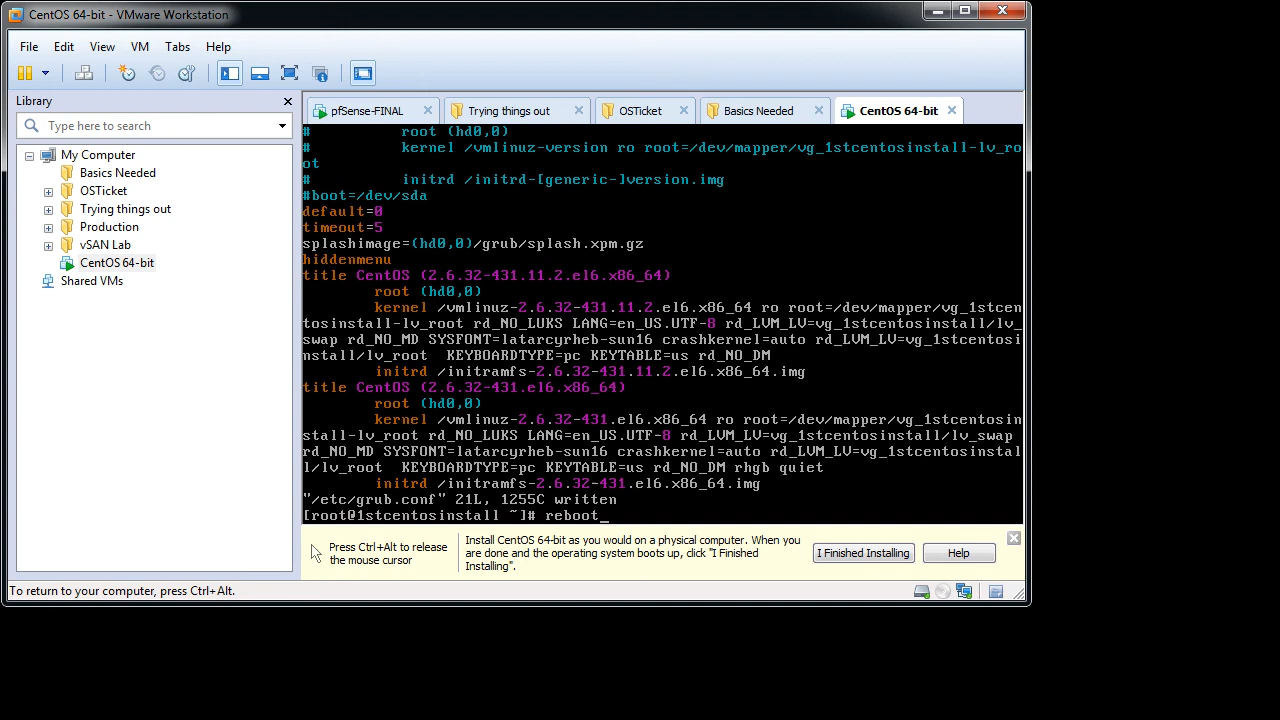 CentOS 64-bit - VMware Workstation
File Edit View VM Tabs Help
Library
Type here to search
My Computer
Basics Needed
OSTicket
Trying things out
Production
vSAN Lab
CentOS 64-bit
Shared VMs
pfSense-FINAL
Trying things out
OSTicket
Basics Needed
CentOS 64-bit
#        root (hd0,0)
#        kernel /vmlinuz-version ro root=/dev/mapper/vg_1stcentosinstall-lv_ro
ot
#        initrd /initrd-[generic-]version.img
#boot=/dev/sda
default=0
timeout=5
splashimage=(hd0,0)/grub/splash.xpm.gz
hiddenmenu
title CentOS (2.6.32-431.11.2.el6.x86_64)
root (hd0,0)
kernel /vmlinuz-2.6.32-431.11.2.el6.x86_64 ro root=/dev/mapper/vg_1stcen
tosinstall-lv_root rd_NO_LUKS LANG=en_US.UTF-8 rd_LVM_LV=vg_1stcentosinstall/lv_
swap rd_NO_MD SYSFONT=latarcyrheb-sun16 crashkernel=auto rd_LVM_LV=vg_1stcentosi
nstall/lv_root  KEYBOARDTYPE=pc KEYTABLE=us rd_NO_DM
initrd /initramfs-2.6.32-431.11.2.el6.x86_64.img
title CentOS (2.6.32-431.el6.x86_64)
root (hd0,0)
kernel /vmlinuz-2.6.32-431.el6.x86_64 ro root=/dev/mapper/vg_1stcentosin
stall-lv_root rd_NO_LUKS LANG=en_US.UTF-8 rd_LVM_LV=vg_1stcentosinstall/lv_swap
rd_NO_MD SYSFONT=latarcyrheb-sun16 crashkernel=auto rd_LVM_LV=vg_1stcentosinstal
l/lv_root  KEYBOARDTYPE=pc KEYTABLE=us rd_NO_DM rhgb quiet
initrd /initramfs-2.6.32-431.el6.x86_64.img
"/etc/grub.conf" 21L, 1255C written
[root@1stcentosinstall ~]# reboot_
Press Ctrl+Alt to release
the mouse cursor
Install CentOS 64-bit as you would on a physical computer. When you
are done and the operating system boots up, click "I Finished
Installing".
I Finished Installing
Help
To return to your computer, press Ctrl+Alt.